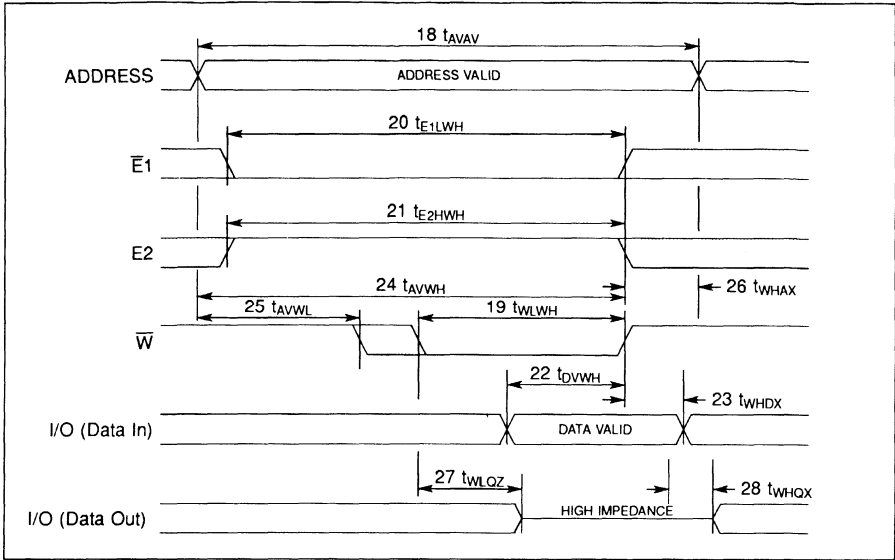 18 tAVAV
ADDRESS
ADDRESS VALID
20 tE1LWH
E̅1
21 tE2HWH
E2
24 tAVWH
26 tWHAX
25 tAVWL
19 tWLWH
W̅
22 tDVWH
23 tWHDX
I/O (Data In)
DATA VALID
27 tWLQZ
28 tWHQX
HIGH IMPEDANCE
I/O (Data Out)